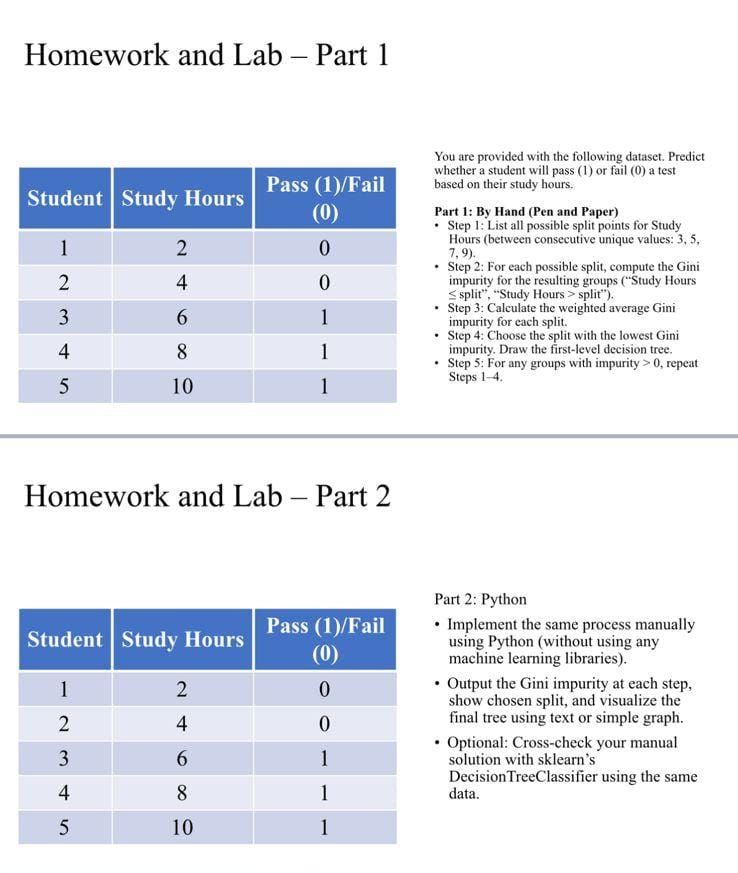 Homework and Lab – Part 1
You are provided with the following dataset. Predict
whether a student will pass (1) or fail (0) a test
based on their study hours.
Part 1: By Hand (Pen and Paper)
• Step 1: List all possible split points for Study
Hours (between consecutive unique values: 3, 5,
7, 9).
• Step 2: For each possible split, compute the Gini
impurity for the resulting groups (“Study Hours
≤ split”, “Study Hours > split”).
• Step 3: Calculate the weighted average Gini
impurity for each split.
• Step 4: Choose the split with the lowest Gini
impurity. Draw the first-level decision tree.
• Step 5: For any groups with impurity > 0, repeat
Steps 1–4.
Student Study Hours Pass (1)/Fail
(0)
1 2 0
2 4 0
3 6 1
4 8 1
5 10 1
Homework and Lab – Part 2
Part 2: Python
• Implement the same process manually
using Python (without using any
machine learning libraries).
• Output the Gini impurity at each step,
show chosen split, and visualize the
final tree using text or simple graph.
• Optional: Cross-check your manual
solution with sklearn’s
DecisionTreeClassifier using the same
data.
Student Study Hours Pass (1)/Fail
(0)
1 2 0
2 4 0
3 6 1
4 8 1
5 10 1